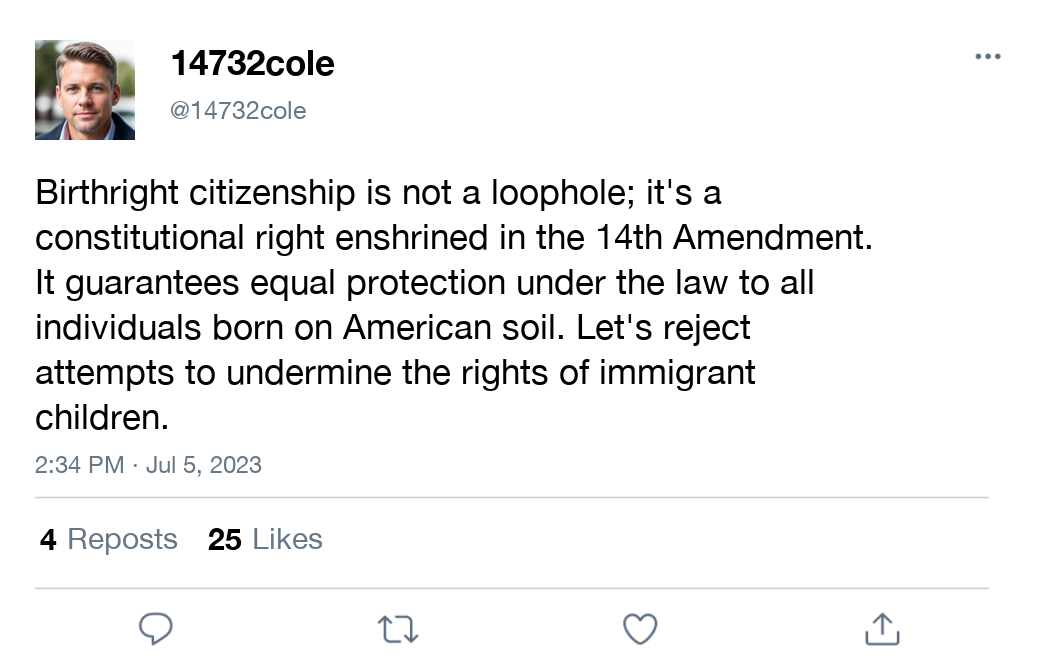 14732cole
@14732cole
Birthright citizenship is not a loophole; it's a
constitutional right enshrined in the 14th Amendment.
It guarantees equal protection under the law to all
individuals born on American soil. Let's reject
attempts to undermine the rights of immigrant
children.
2:34 PM · Jul 5, 2023
4 Reposts 25 Likes